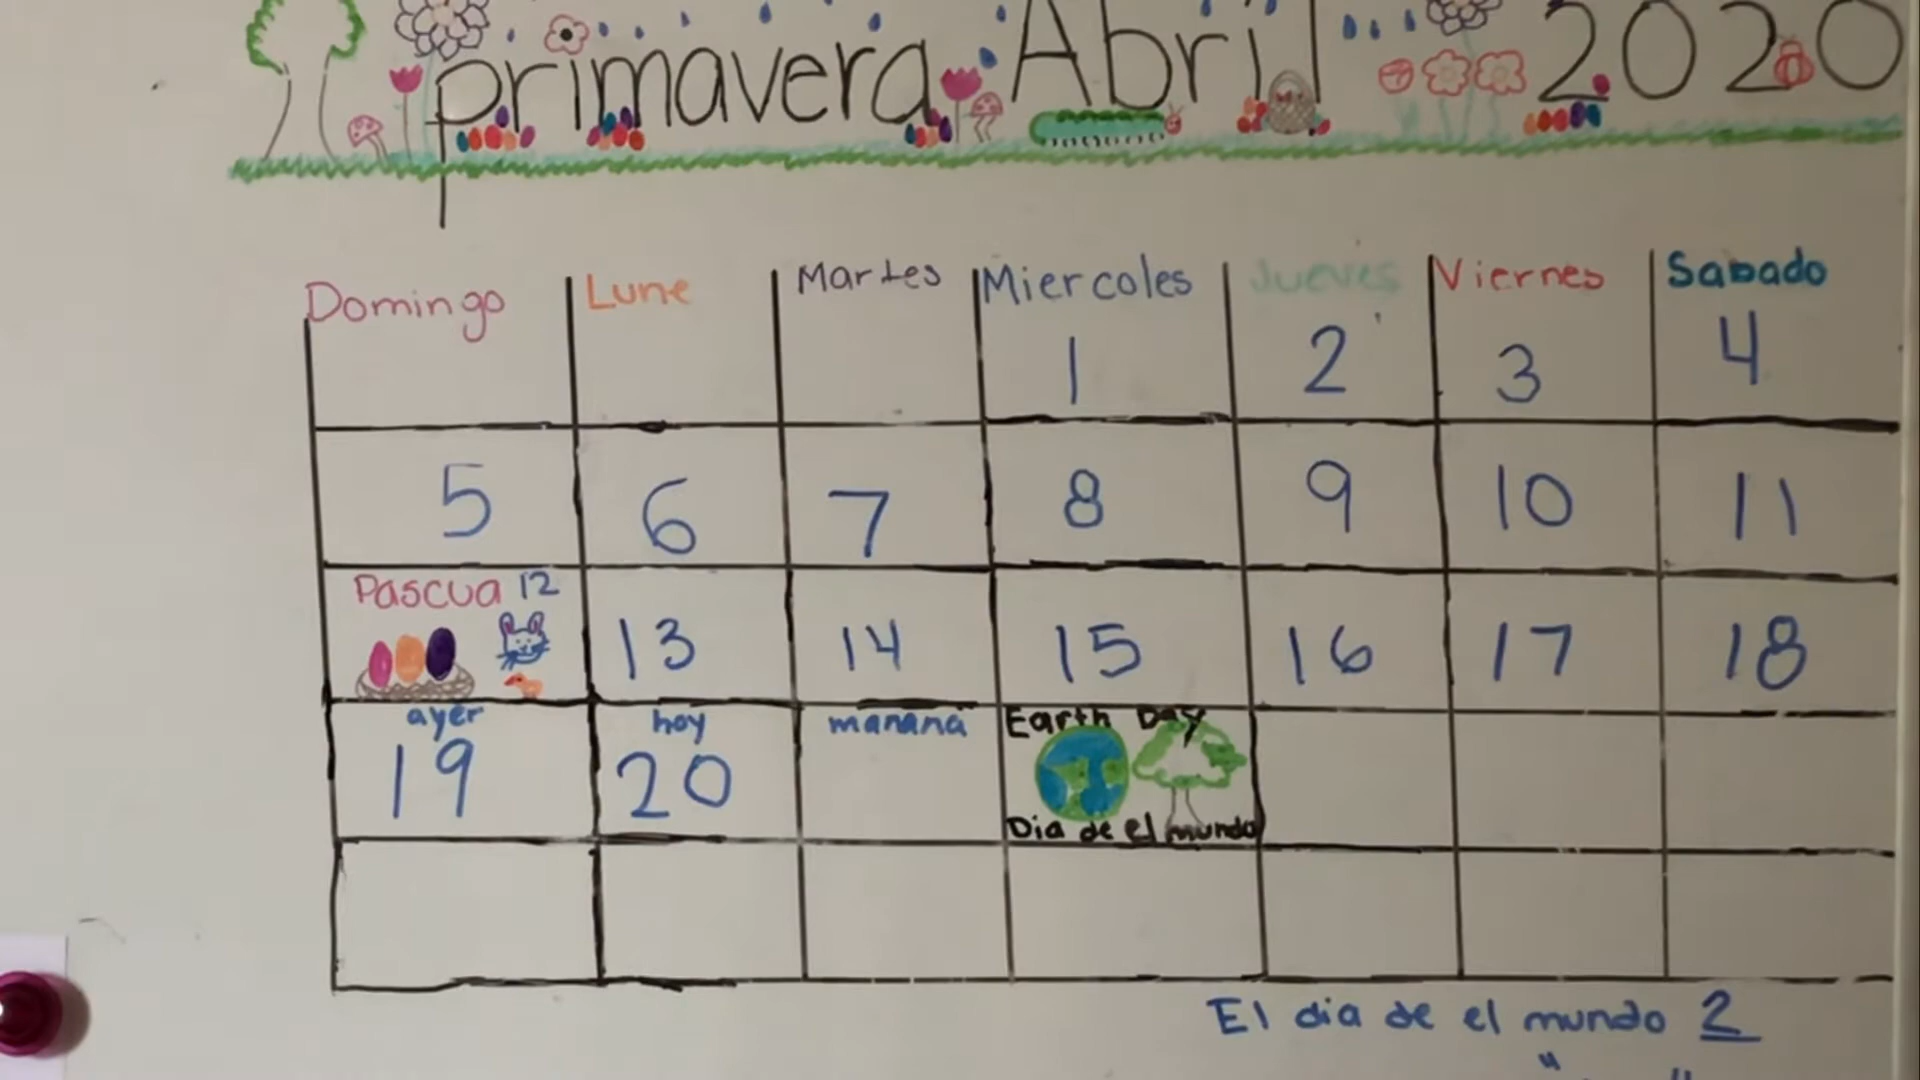 primavera Abril 2020
Domingo Lune Martes Miercoles Jueves Viernes Sabado
1 2 3 4
5 6 7 8 9 10 11
Pascua 12 13 14 15 16 17 18
ayer hoy manana Earth Day
19 20
Dia de el mundo
El dia de el mundo 2